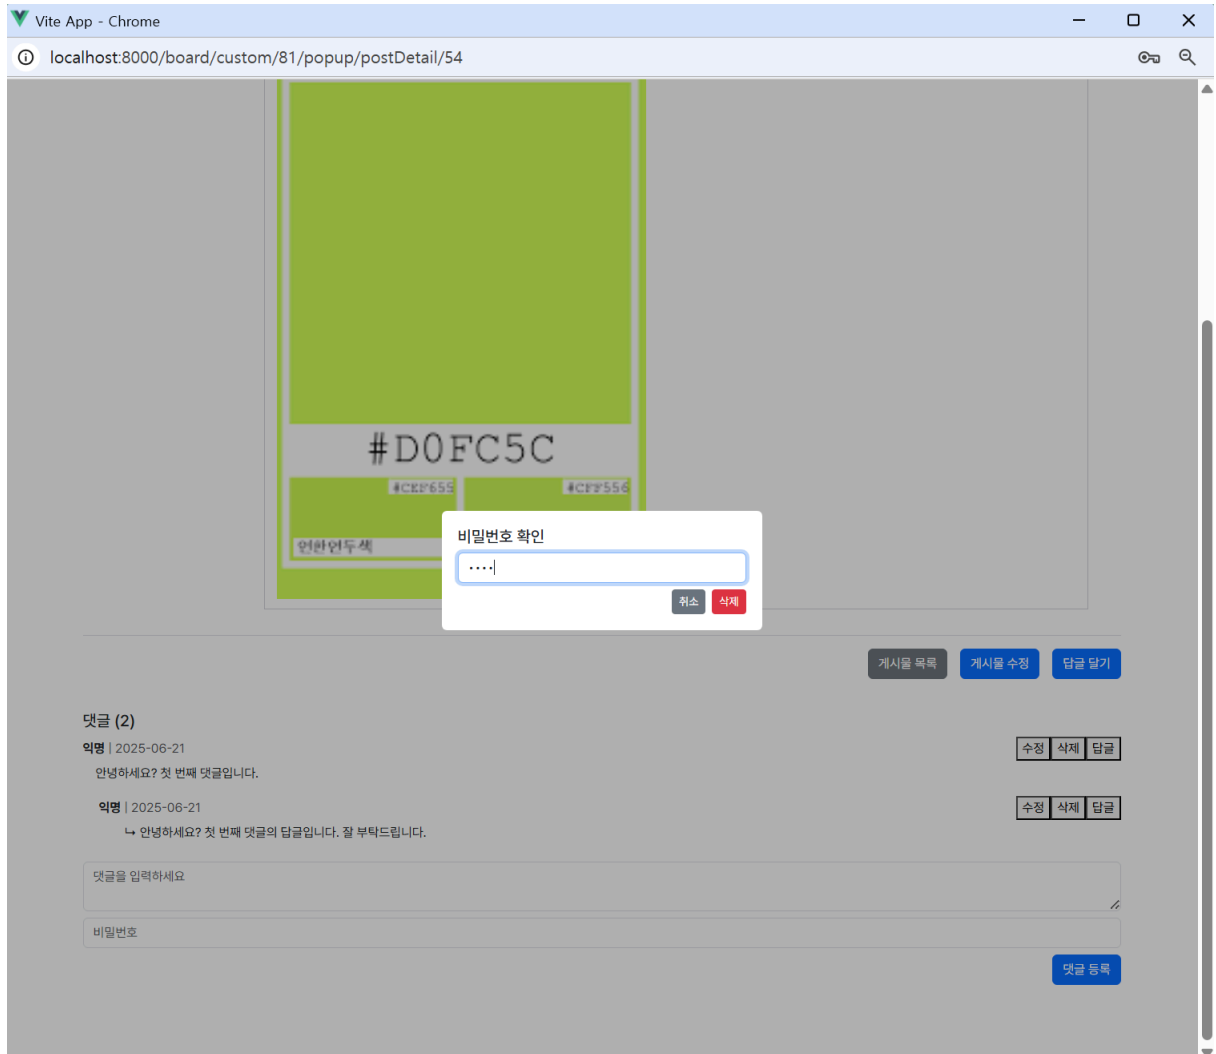 Vite App - Chrome
localhost:8000/board/custom/81/popup/postDetail/54
#D0FC5C
#CEF655
#CFF556
연한연두색
비밀번호 확인
취소
삭제
게시물 목록
게시물 수정
답글 달기
댓글 (2)
익명 | 2025-06-21
수정
삭제
답글
안녕하세요? 첫 번째 댓글입니다.
익명 | 2025-06-21
수정
삭제
답글
↳ 안녕하세요? 첫 번째 댓글의 답글입니다. 잘 부탁드립니다.
댓글을 입력하세요
비밀번호
댓글 등록